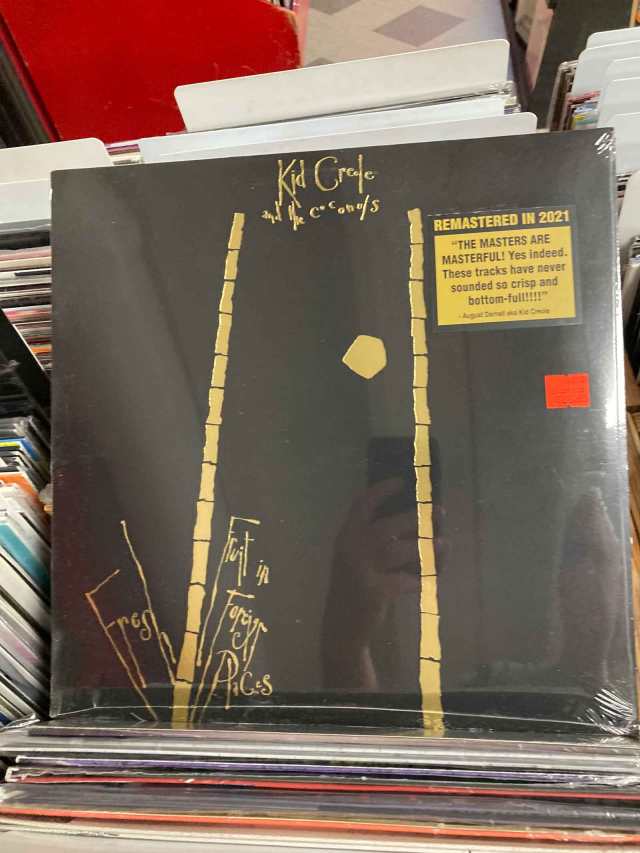 Kid Creole
and the Coconuts
REMASTERED IN 2021
"THE MASTERS ARE
MASTERFUL! Yes indeed.
These tracks have never
sounded so crisp and
bottom-full!!!!"
- August Darnell aka Kid Creole
Fresh
Fruit in
Foreign
Places